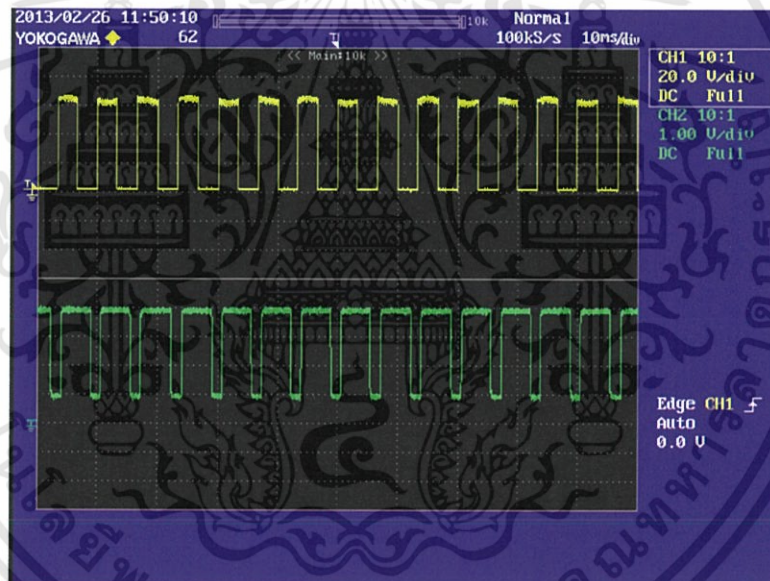 2013/02/26 11:50:10
10k
Normal
YOKOGAWA
62
100kS/s
10ms/div
<< Main:10k >>
CH1 10:1
20.0 V/div
DC Full
CH2 10:1
1.00 V/div
DC Full
Edge CH1
Auto
0.0 V